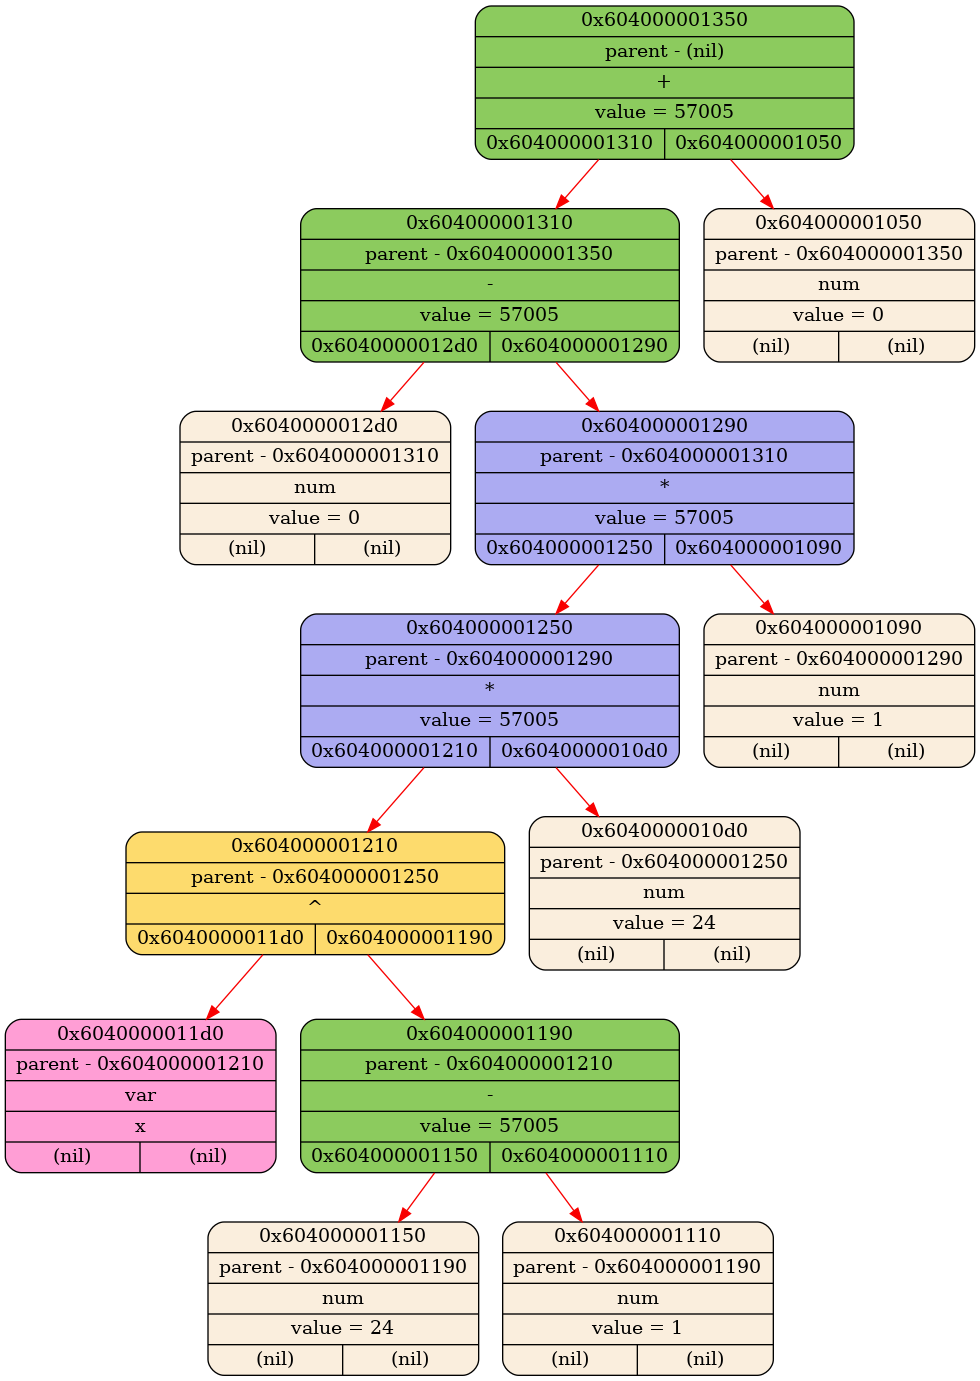 0x604000001350
parent - (nil)
+
value = 57005
0x604000001310 0x604000001050
0x604000001310
parent - 0x604000001350
-
value = 57005
0x6040000012d0 0x604000001290
0x604000001050
parent - 0x604000001350
num
value = 0
(nil) (nil)
0x6040000012d0
parent - 0x604000001310
num
value = 0
(nil) (nil)
0x604000001290
parent - 0x604000001310
*
value = 57005
0x604000001250 0x604000001090
0x604000001250
parent - 0x604000001290
*
value = 57005
0x604000001210 0x6040000010d0
0x604000001090
parent - 0x604000001290
num
value = 1
(nil) (nil)
0x604000001210
parent - 0x604000001250
^
0x6040000011d0 0x604000001190
0x6040000010d0
parent - 0x604000001250
num
value = 24
(nil) (nil)
0x6040000011d0
parent - 0x604000001210
var
x
(nil) (nil)
0x604000001190
parent - 0x604000001210
-
value = 57005
0x604000001150 0x604000001110
0x604000001150
parent - 0x604000001190
num
value = 24
(nil) (nil)
0x604000001110
parent - 0x604000001190
num
value = 1
(nil) (nil)